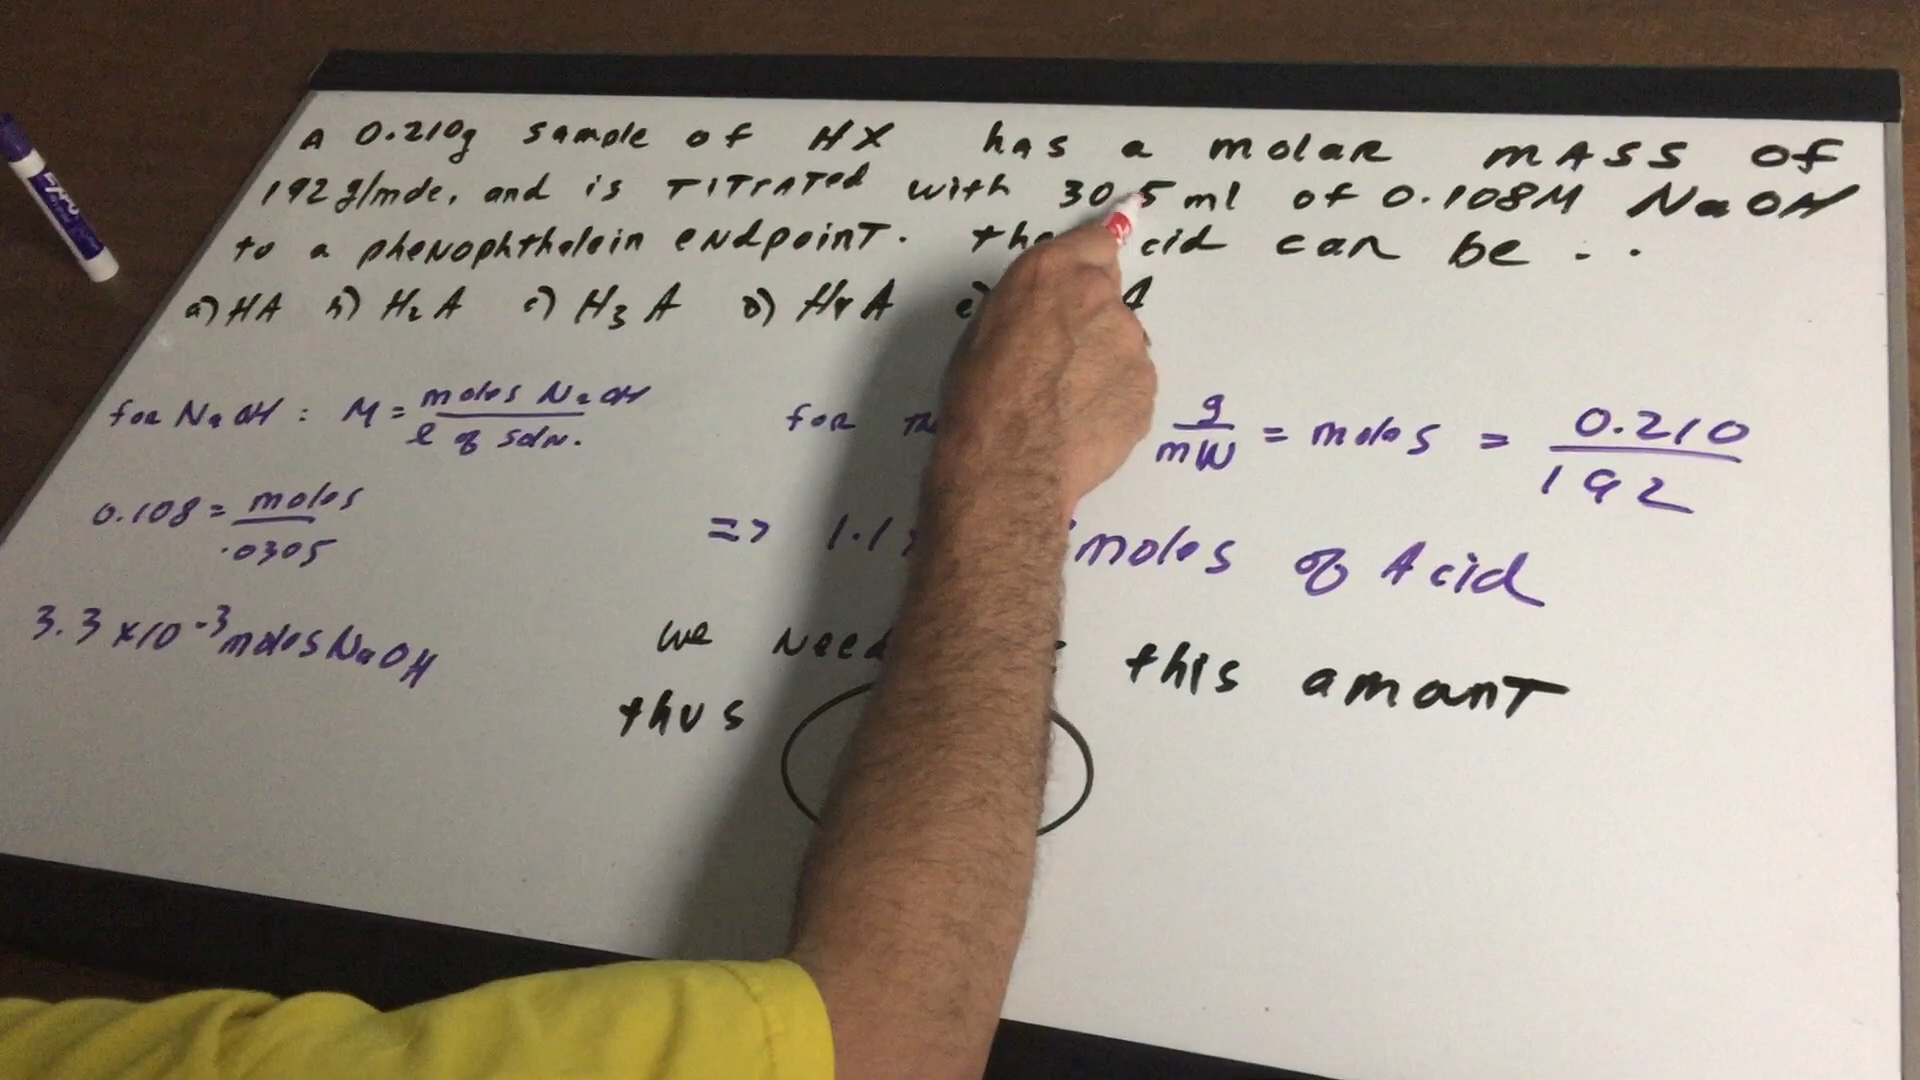 A 0.210g sample of HX has a molar mass of
192 g/mole, and is titrated with 30.5 ml of 0.108M NaOH
to a phenophthalein endpoint. the acid can be . .
a) HA b) H2A c) H3A D) H4A e) A
for NaOH : M = moles NaOH / l of soln.
for g / mW = moles = 0.210 / 192
0.108 = moles / .0305
=> 1.1 moles of Acid
3.3 x10 -3 moles NaOH
we need this amount
thus
EXPO